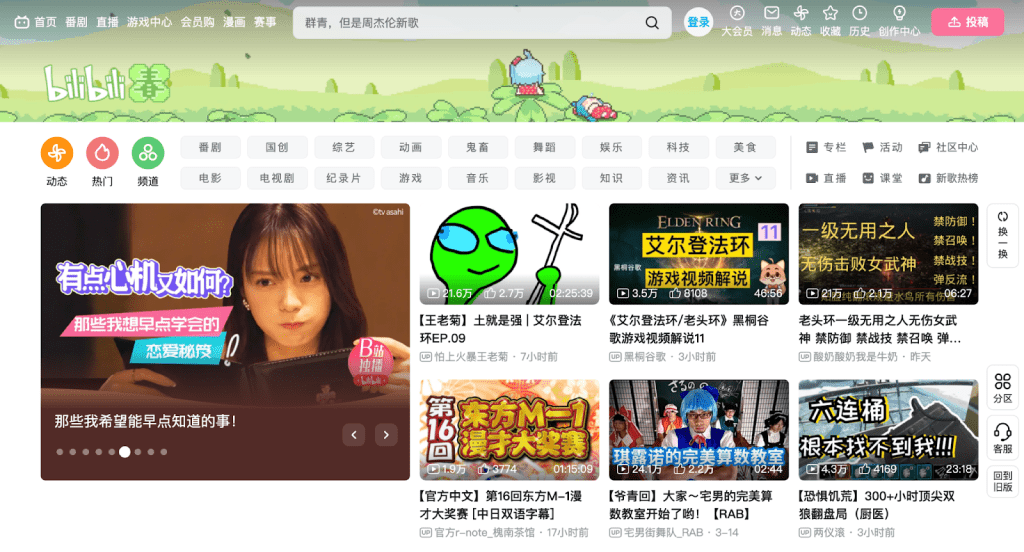 首页 番剧 直播 游戏中心 会员购 漫画 赛事
群青，但是周杰伦新歌
登录
大会员 消息 动态 收藏 历史 创作中心
投稿
bilibili 春
动态 热门 频道
番剧 国创 综艺 动画 鬼畜 舞蹈 娱乐 科技 美食
电影 电视剧 纪录片 游戏 音乐 影视 知识 资讯 更多
专栏 活动 社区中心
直播 课堂 新歌热榜
©tv asahi
有点心机又如何?
那些我想早点学会的
恋爱秘笈
B站
独播
bilibili
那些我希望能早点知道的事！
21.6万 2.7万 02:25:39
【王老菊】土就是强 | 艾尔登法
环EP.09
UP 怕上火暴王老菊 · 7小时前
ELDEN RING
11
艾尔登法环
黑桐谷歌
游戏视频解说
3.5万 8108 46:56
《艾尔登法环/老头环》黑桐谷
歌游戏视频解说11
UP 黑桐谷歌 · 3小时前
一级无用之人
无伤击败女武神
禁防御！
禁召唤！
禁战技！
弹反流！
21万 2.1万 06:27
老头环一级无用之人无伤女武
神 禁防御 禁战技 禁召唤 弹...
UP 酸奶酸奶我是牛奶 · 昨天
换一换
第16回
东方M-1
漫才大奖赛
1.9万 3774 01:15:09
【官方中文】第16回东方M-1漫
才大奖赛 [中日双语字幕]
UP 官方r-note_槐南茶馆 · 17小时前
さるの
琪露诺的完美算数教室
24.1万 2.2万 02:44
【爷青回】大家～宅男的完美算
数教室开始了哟！【RAB】
UP 宅男街舞队_RAB · 3-14
六连桶
根本找不到我!!!
4.3万 4169 23:18
【恐惧饥荒】300+小时顶尖双
狼翻盘局（厨医）
UP 两仪滚 · 3小时前
分区
客服
回到
旧版